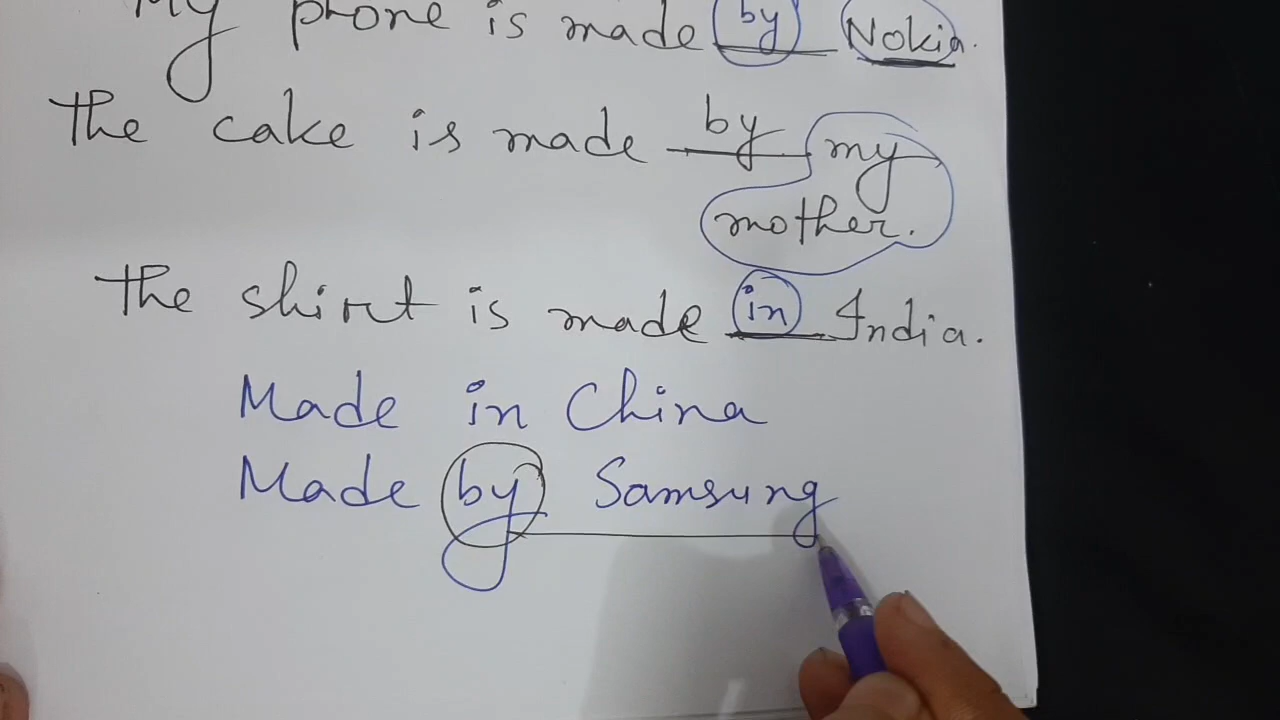 My phone is made by Nokia.
The cake is made by my
mother.
The shirt is made in India.
Made in China
Made by Samsung